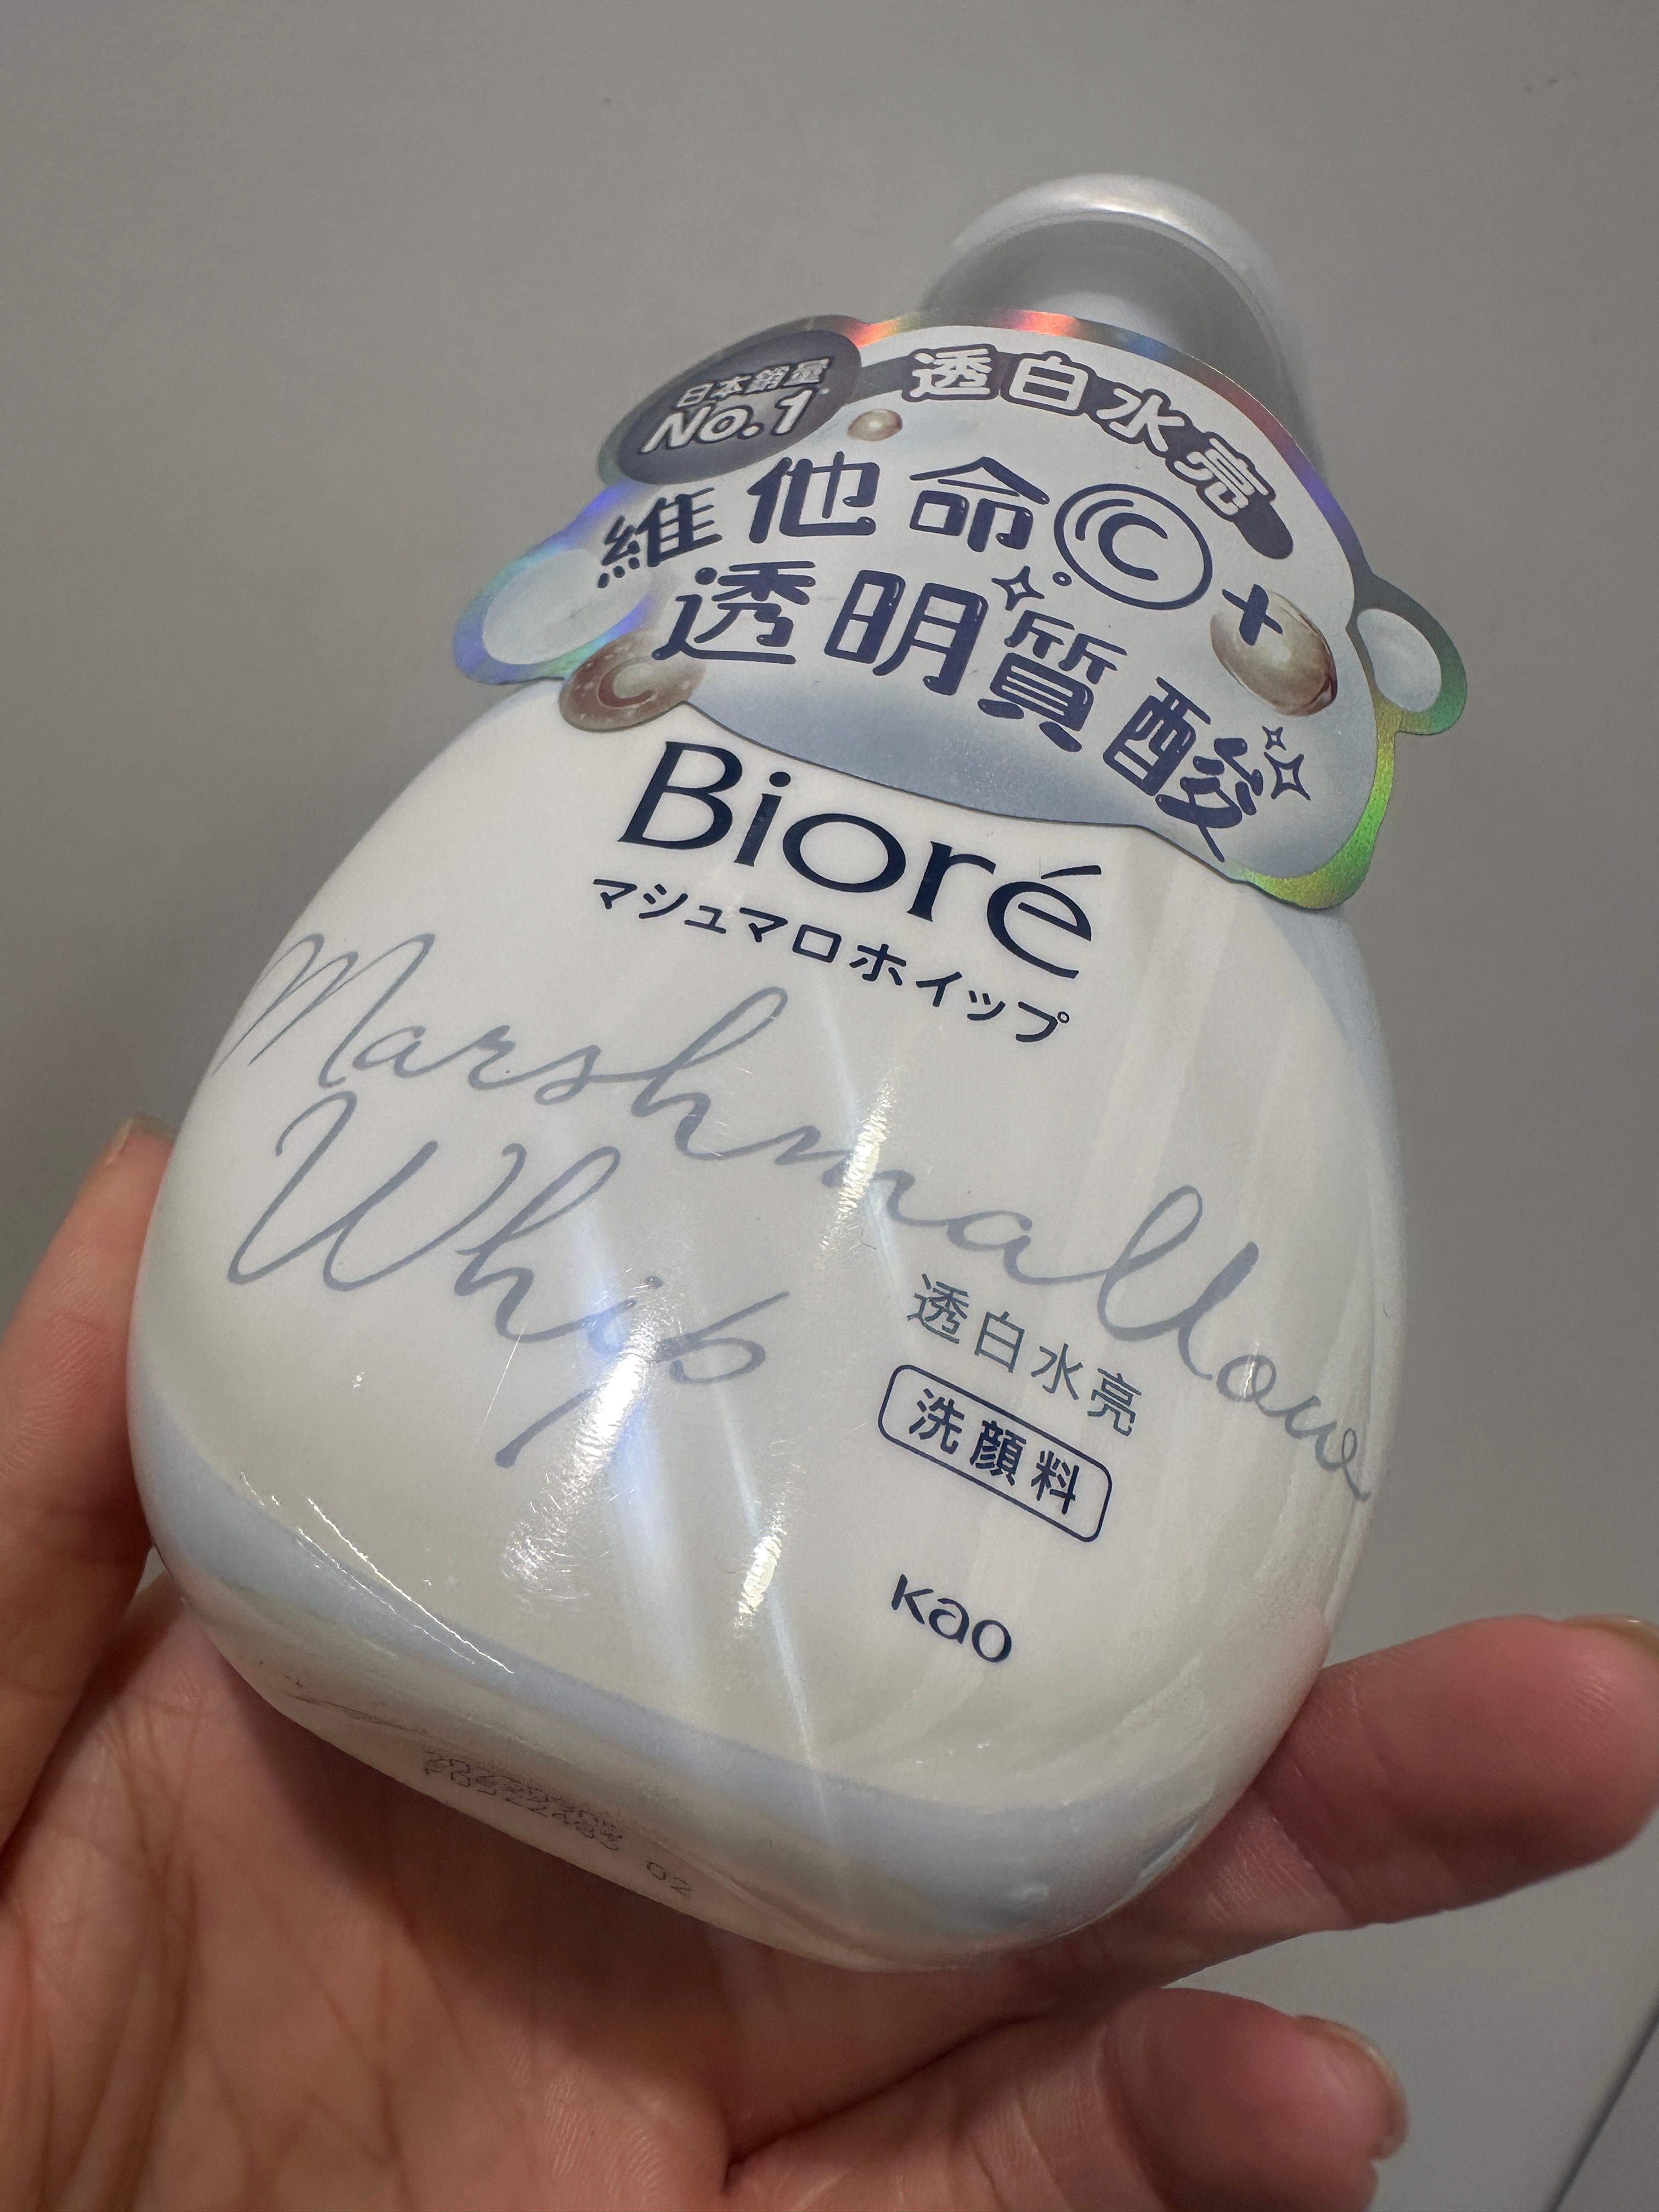 日本銷量
No.1
透白水亮
維他命C+
透明質酸
Bioré
マシュマロホイップ
Marshmallow
Whip
透白水亮
洗顔料
Kao